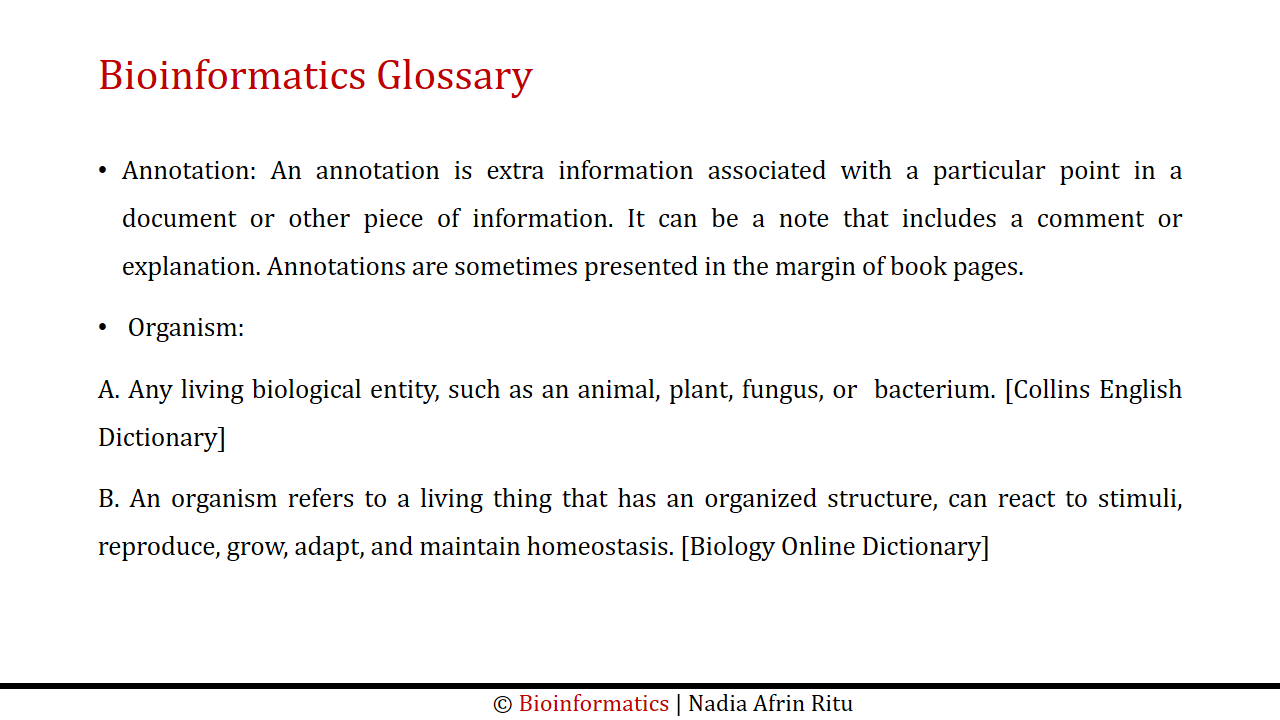 Bioinformatics Glossary
• Annotation: An annotation is extra information associated with a particular point in a
document or other piece of information. It can be a note that includes a comment or
explanation. Annotations are sometimes presented in the margin of book pages.
• Organism:
A. Any living biological entity, such as an animal, plant, fungus, or  bacterium. [Collins English
Dictionary]
B. An organism refers to a living thing that has an organized structure, can react to stimuli,
reproduce, grow, adapt, and maintain homeostasis. [Biology Online Dictionary]
© Bioinformatics | Nadia Afrin Ritu